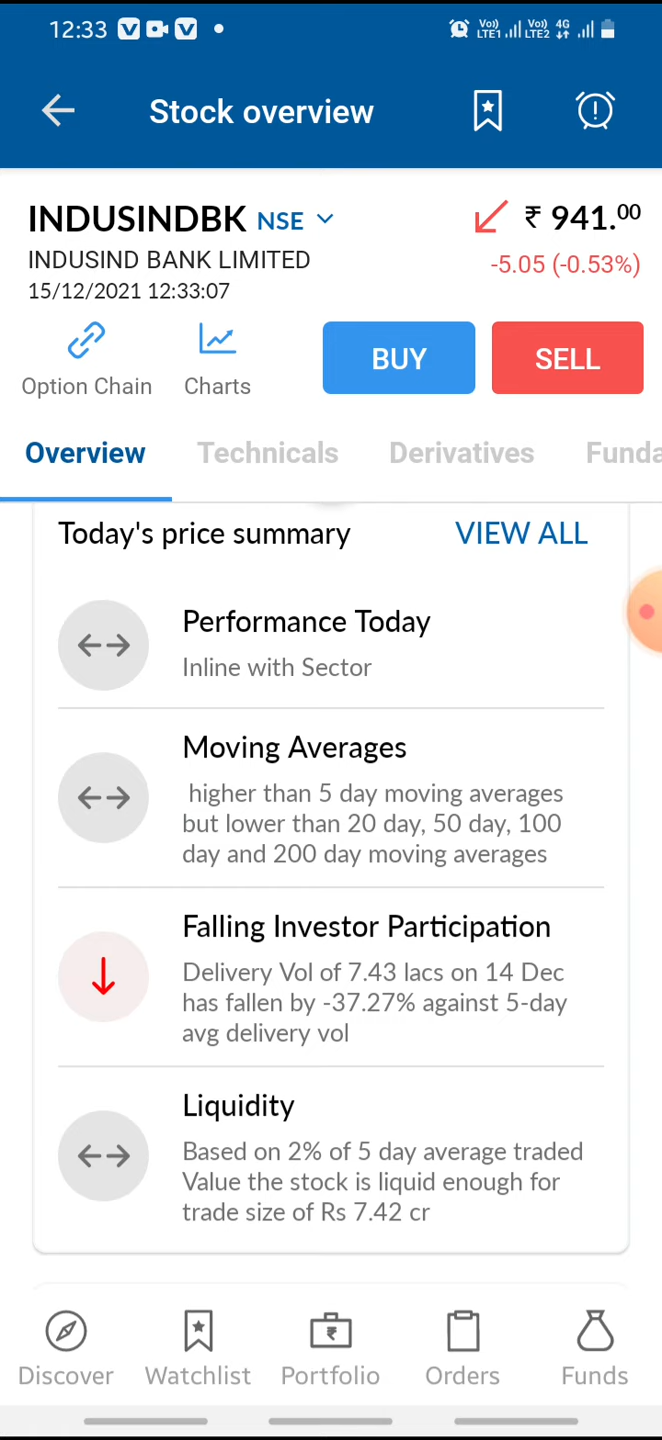 12:33
Vo) LTE1 Vo) LTE2 4G
Stock overview
INDUSINDBK NSE
₹ 941.00
INDUSIND BANK LIMITED
-5.05 (-0.53%)
15/12/2021 12:33:07
Option Chain
Charts
BUY
SELL
Overview Technicals Derivatives Funda
Today's price summary VIEW ALL
Performance Today
Inline with Sector
Moving Averages
higher than 5 day moving averages
but lower than 20 day, 50 day, 100
day and 200 day moving averages
Falling Investor Participation
Delivery Vol of 7.43 lacs on 14 Dec
has fallen by -37.27% against 5-day
avg delivery vol
Liquidity
Based on 2% of 5 day average traded
Value the stock is liquid enough for
trade size of Rs 7.42 cr
Discover Watchlist Portfolio Orders Funds